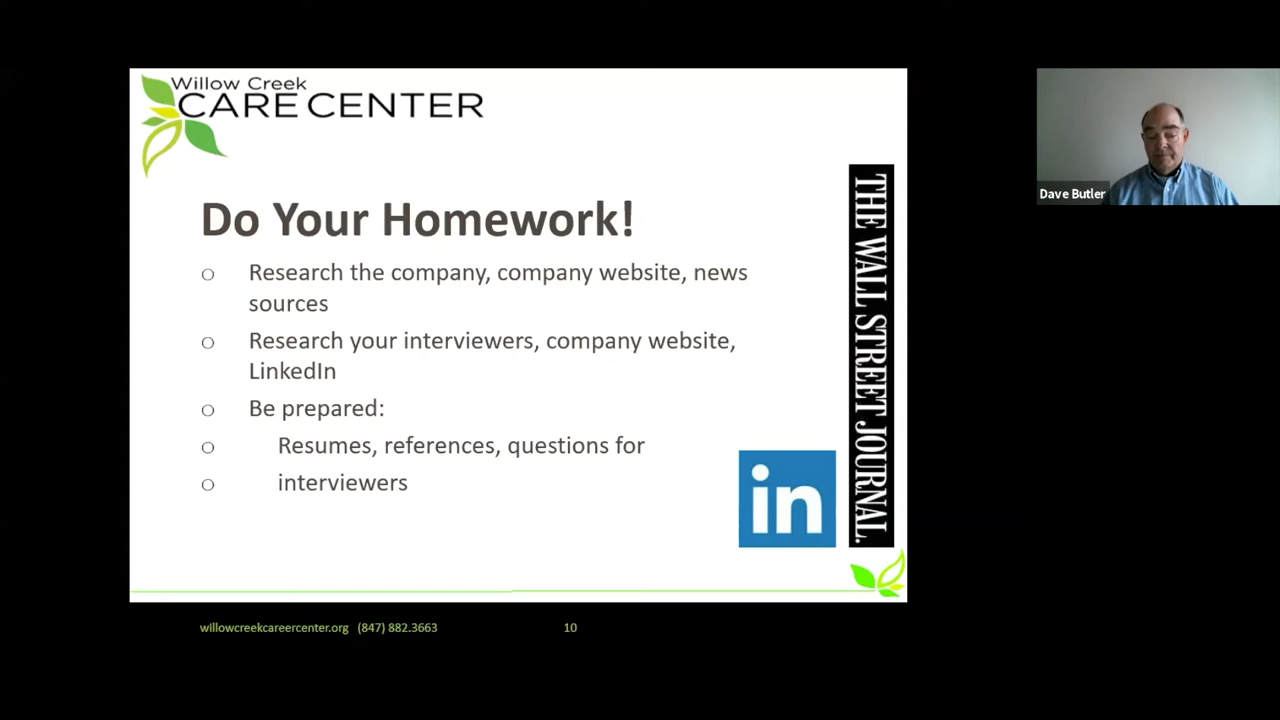 Willow Creek
CARE CENTER
Do Your Homework!
Research the company, company website, news
sources
Research your interviewers, company website,
LinkedIn
Be prepared:
Resumes, references, questions for
interviewers
in
THE WALL STREET JOURNAL.
willowcreekcareercenter.org (847) 882.3663
10
Dave Butler